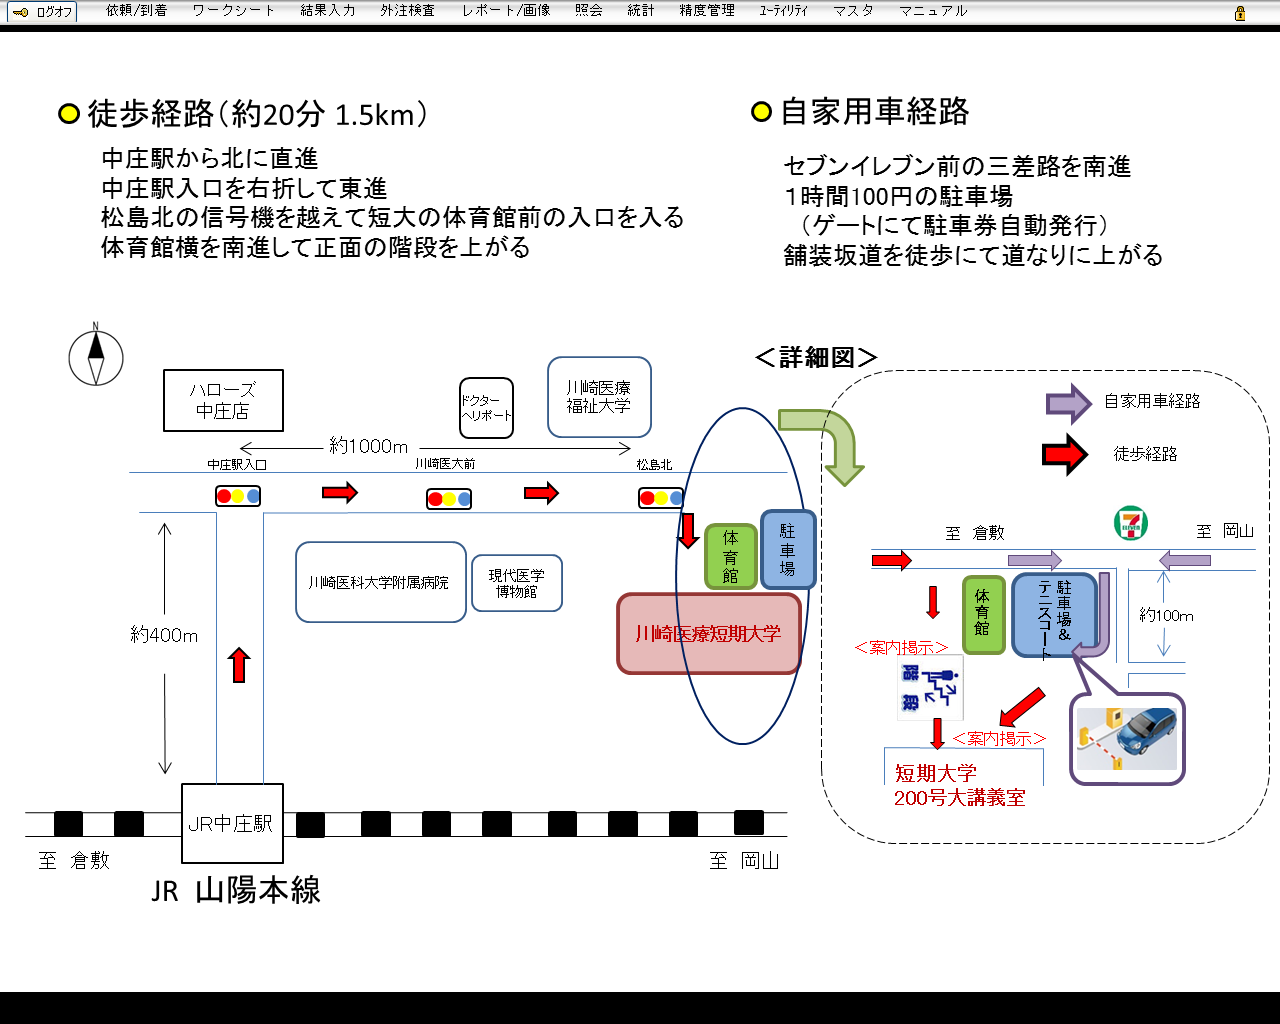 ログオフ
依頼/到着 ワークシート 結果入力 外注検査 レポート/画像 照会 統計 精度管理 ﾕｰﾃｨﾘﾃｨ マスタ マニュアル
徒歩経路（約20分 1.5km）
中庄駅から北に直進
中庄駅入口を右折して東進
松島北の信号機を越えて短大の体育館前の入口を入る
体育館横を南進して正面の階段を上がる
自家用車経路
セブンイレブン前の三差路を南進
１時間100円の駐車場
（ゲートにて駐車券自動発行）
舗装坂道を徒歩にて道なりに上がる
N
ハローズ
中庄店
ドクター
ヘリポート
川崎医療
福祉大学
約1000m
中庄駅入口
川崎医大前
松島北
体育館
駐車場
川崎医科大学附属病院
現代医学
博物館
川崎医療短期大学
約400m
JR中庄駅
至 倉敷
至 岡山
JR 山陽本線
＜詳細図＞
自家用車経路
徒歩経路
7
ELEVEN
至 倉敷
至 岡山
体育館
駐車場＆
テニスコート
約100m
＜案内掲示＞
階段
＜案内掲示＞
短期大学
200号大講義室